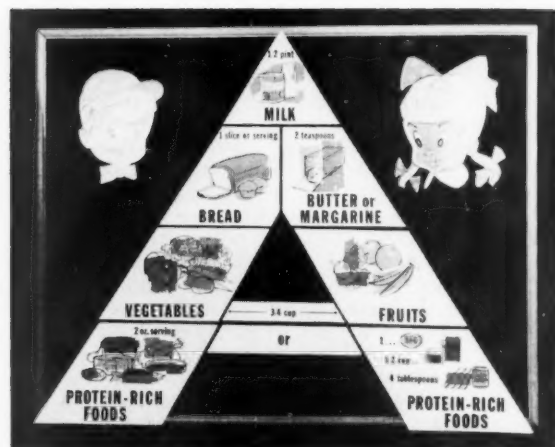 1/2 pint
MILK
1 slice or serving
2 teaspoons
BREAD
BUTTER or
MARGARINE
VEGETABLES
3/4 cup
FRUITS
2 oz. serving
or
1 ...
1/2 cup...
4 tablespoons
PROTEIN-RICH
FOODS
PROTEIN-RICH
FOODS